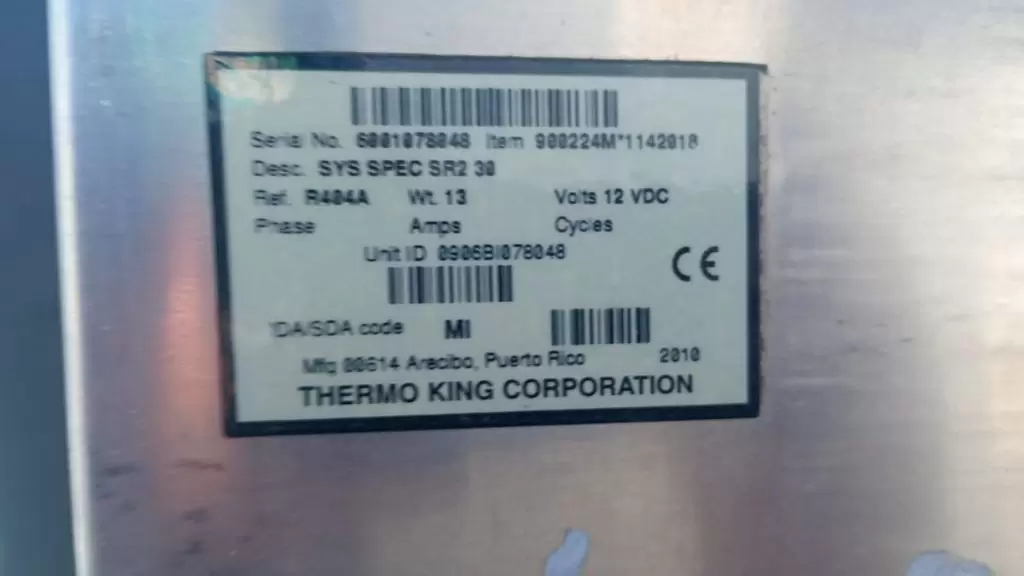 Serial No. 6001078048 Item 900224M*1142018
Desc. SYS SPEC SR2 30
Ref. R404A Wt. 13 Volts 12 VDC
Phase Amps Cycles
Unit ID 0906BI078048
CE
IDA/SDA code MI
Mfg 00614 Arecibo, Puerto Rico 2010
THERMO KING CORPORATION